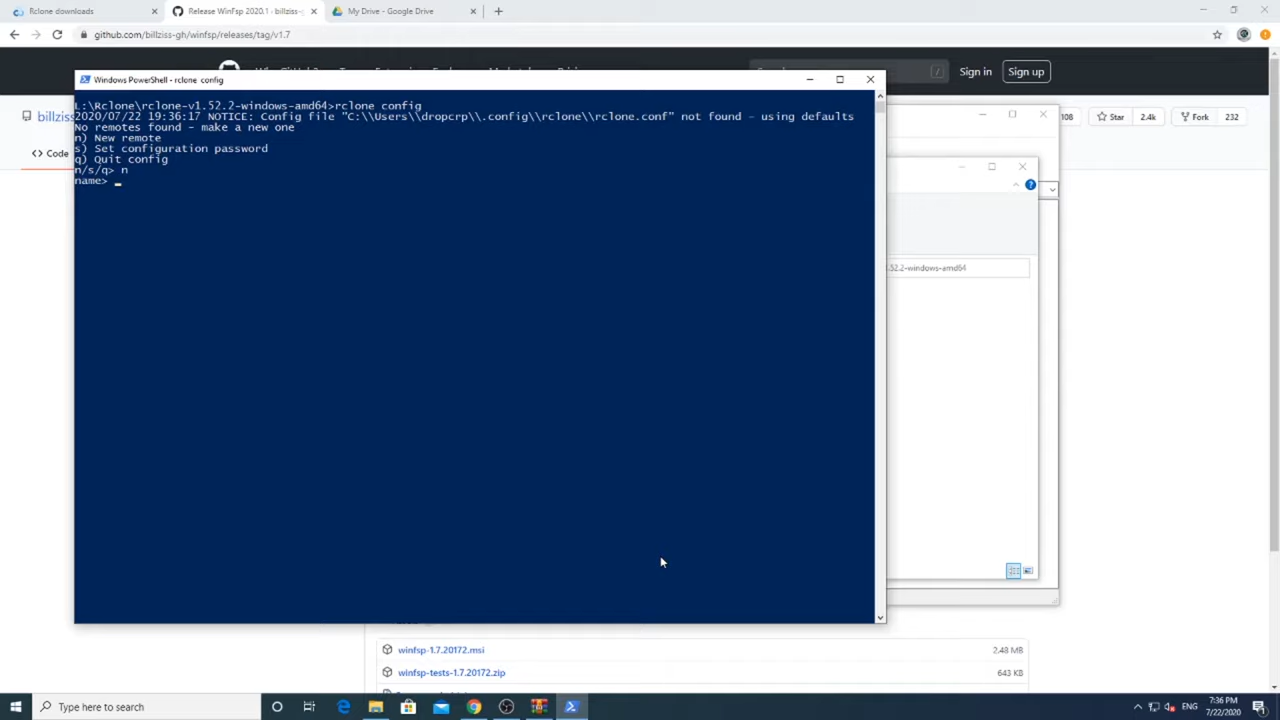 Rclone downloads
Release WinFsp 2020.1 · billziss-g
My Drive - Google Drive
github.com/billziss-gh/winfsp/releases/tag/v1.7
Sign in
Sign up
Windows PowerShell - rclone config
L:\Rclone\rclone-v1.52.2-windows-amd64>rclone config
2020/07/22 19:36:17 NOTICE: Config file "C:\\Users\\dropcrp\\.config\\rclone\\rclone.conf" not found - using defaults
No remotes found - make a new one
n) New remote
s) Set configuration password
q) Quit config
n/s/q> n
name>
billziss
108
Star
2.4k
Fork
232
<> Code
.52.2-windows-amd64
winfsp-1.7.20172.msi
2.48 MB
winfsp-tests-1.7.20172.zip
643 KB
Type here to search
ENG
7:36 PM
7/22/2020